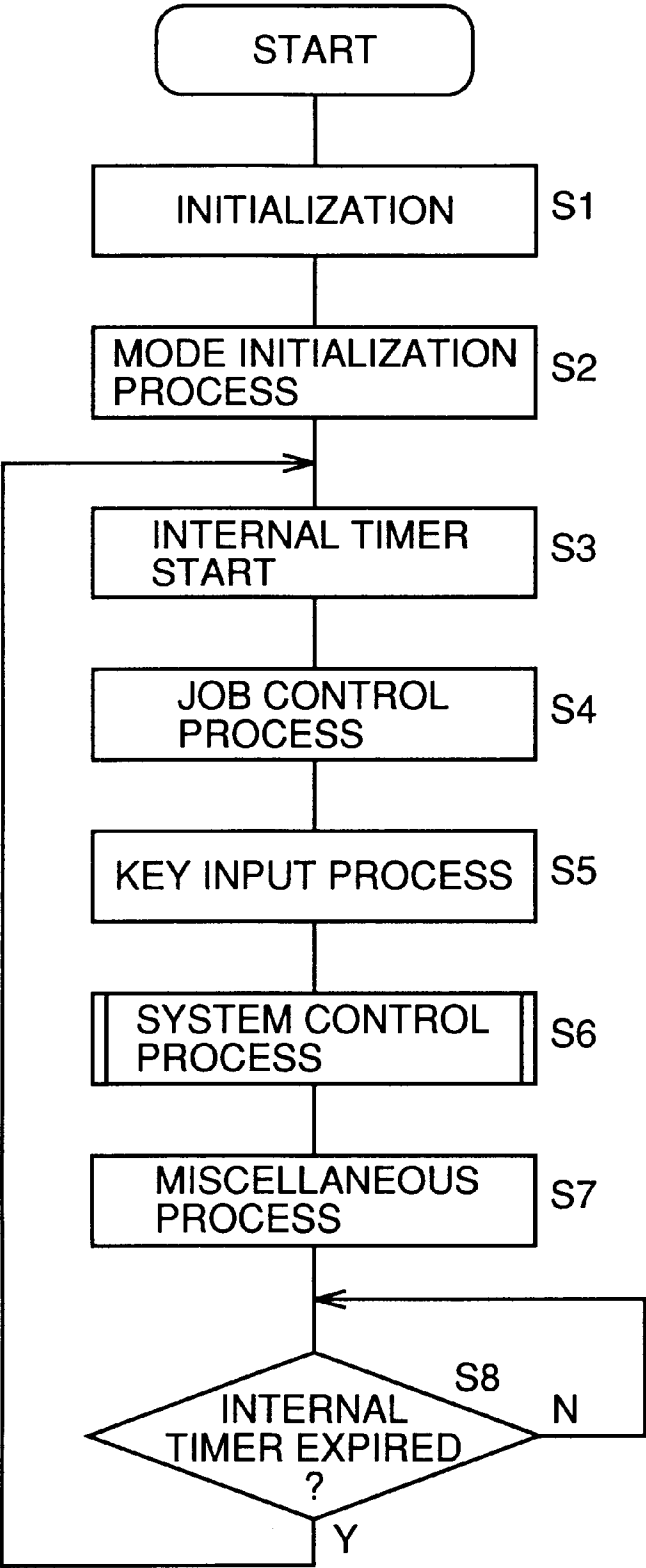 START
INITIALIZATION
S1
MODE INITIALIZATION
PROCESS
S2
INTERNAL TIMER
START
S3
JOB CONTROL
PROCESS
S4
KEY INPUT PROCESS
S5
SYSTEM CONTROL
PROCESS
S6
MISCELLANEOUS
PROCESS
S7
S8
INTERNAL
TIMER EXPIRED
?
N
Y